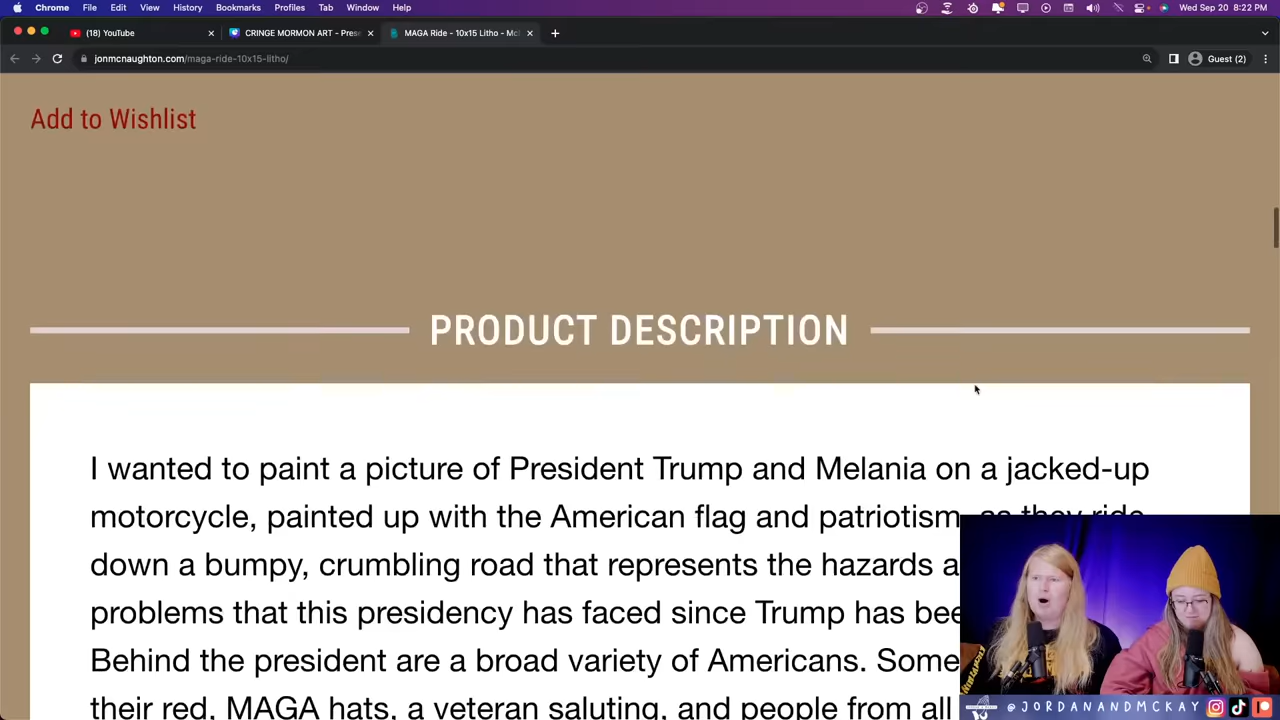 Chrome File Edit View History Bookmarks Profiles Tab Window Help Wed Sep 20 8:22 PM
(18) YouTube CRINGE MORMON ART - Prese MAGA Ride - 10x15 Litho - Mc
jonmcnaughton.com/maga-ride-10x15-litho/ Guest (2)
Add to Wishlist
PRODUCT DESCRIPTION
I wanted to paint a picture of President Trump and Melania on a jacked-up
motorcycle, painted up with the American flag and patriotism, as they ride
down a bumpy, crumbling road that represents the hazards a
problems that this presidency has faced since Trump has bee
Behind the president are a broad variety of Americans. Some
their red, MAGA hats, a veteran saluting, and people from all
@JORDANANDMCKAY